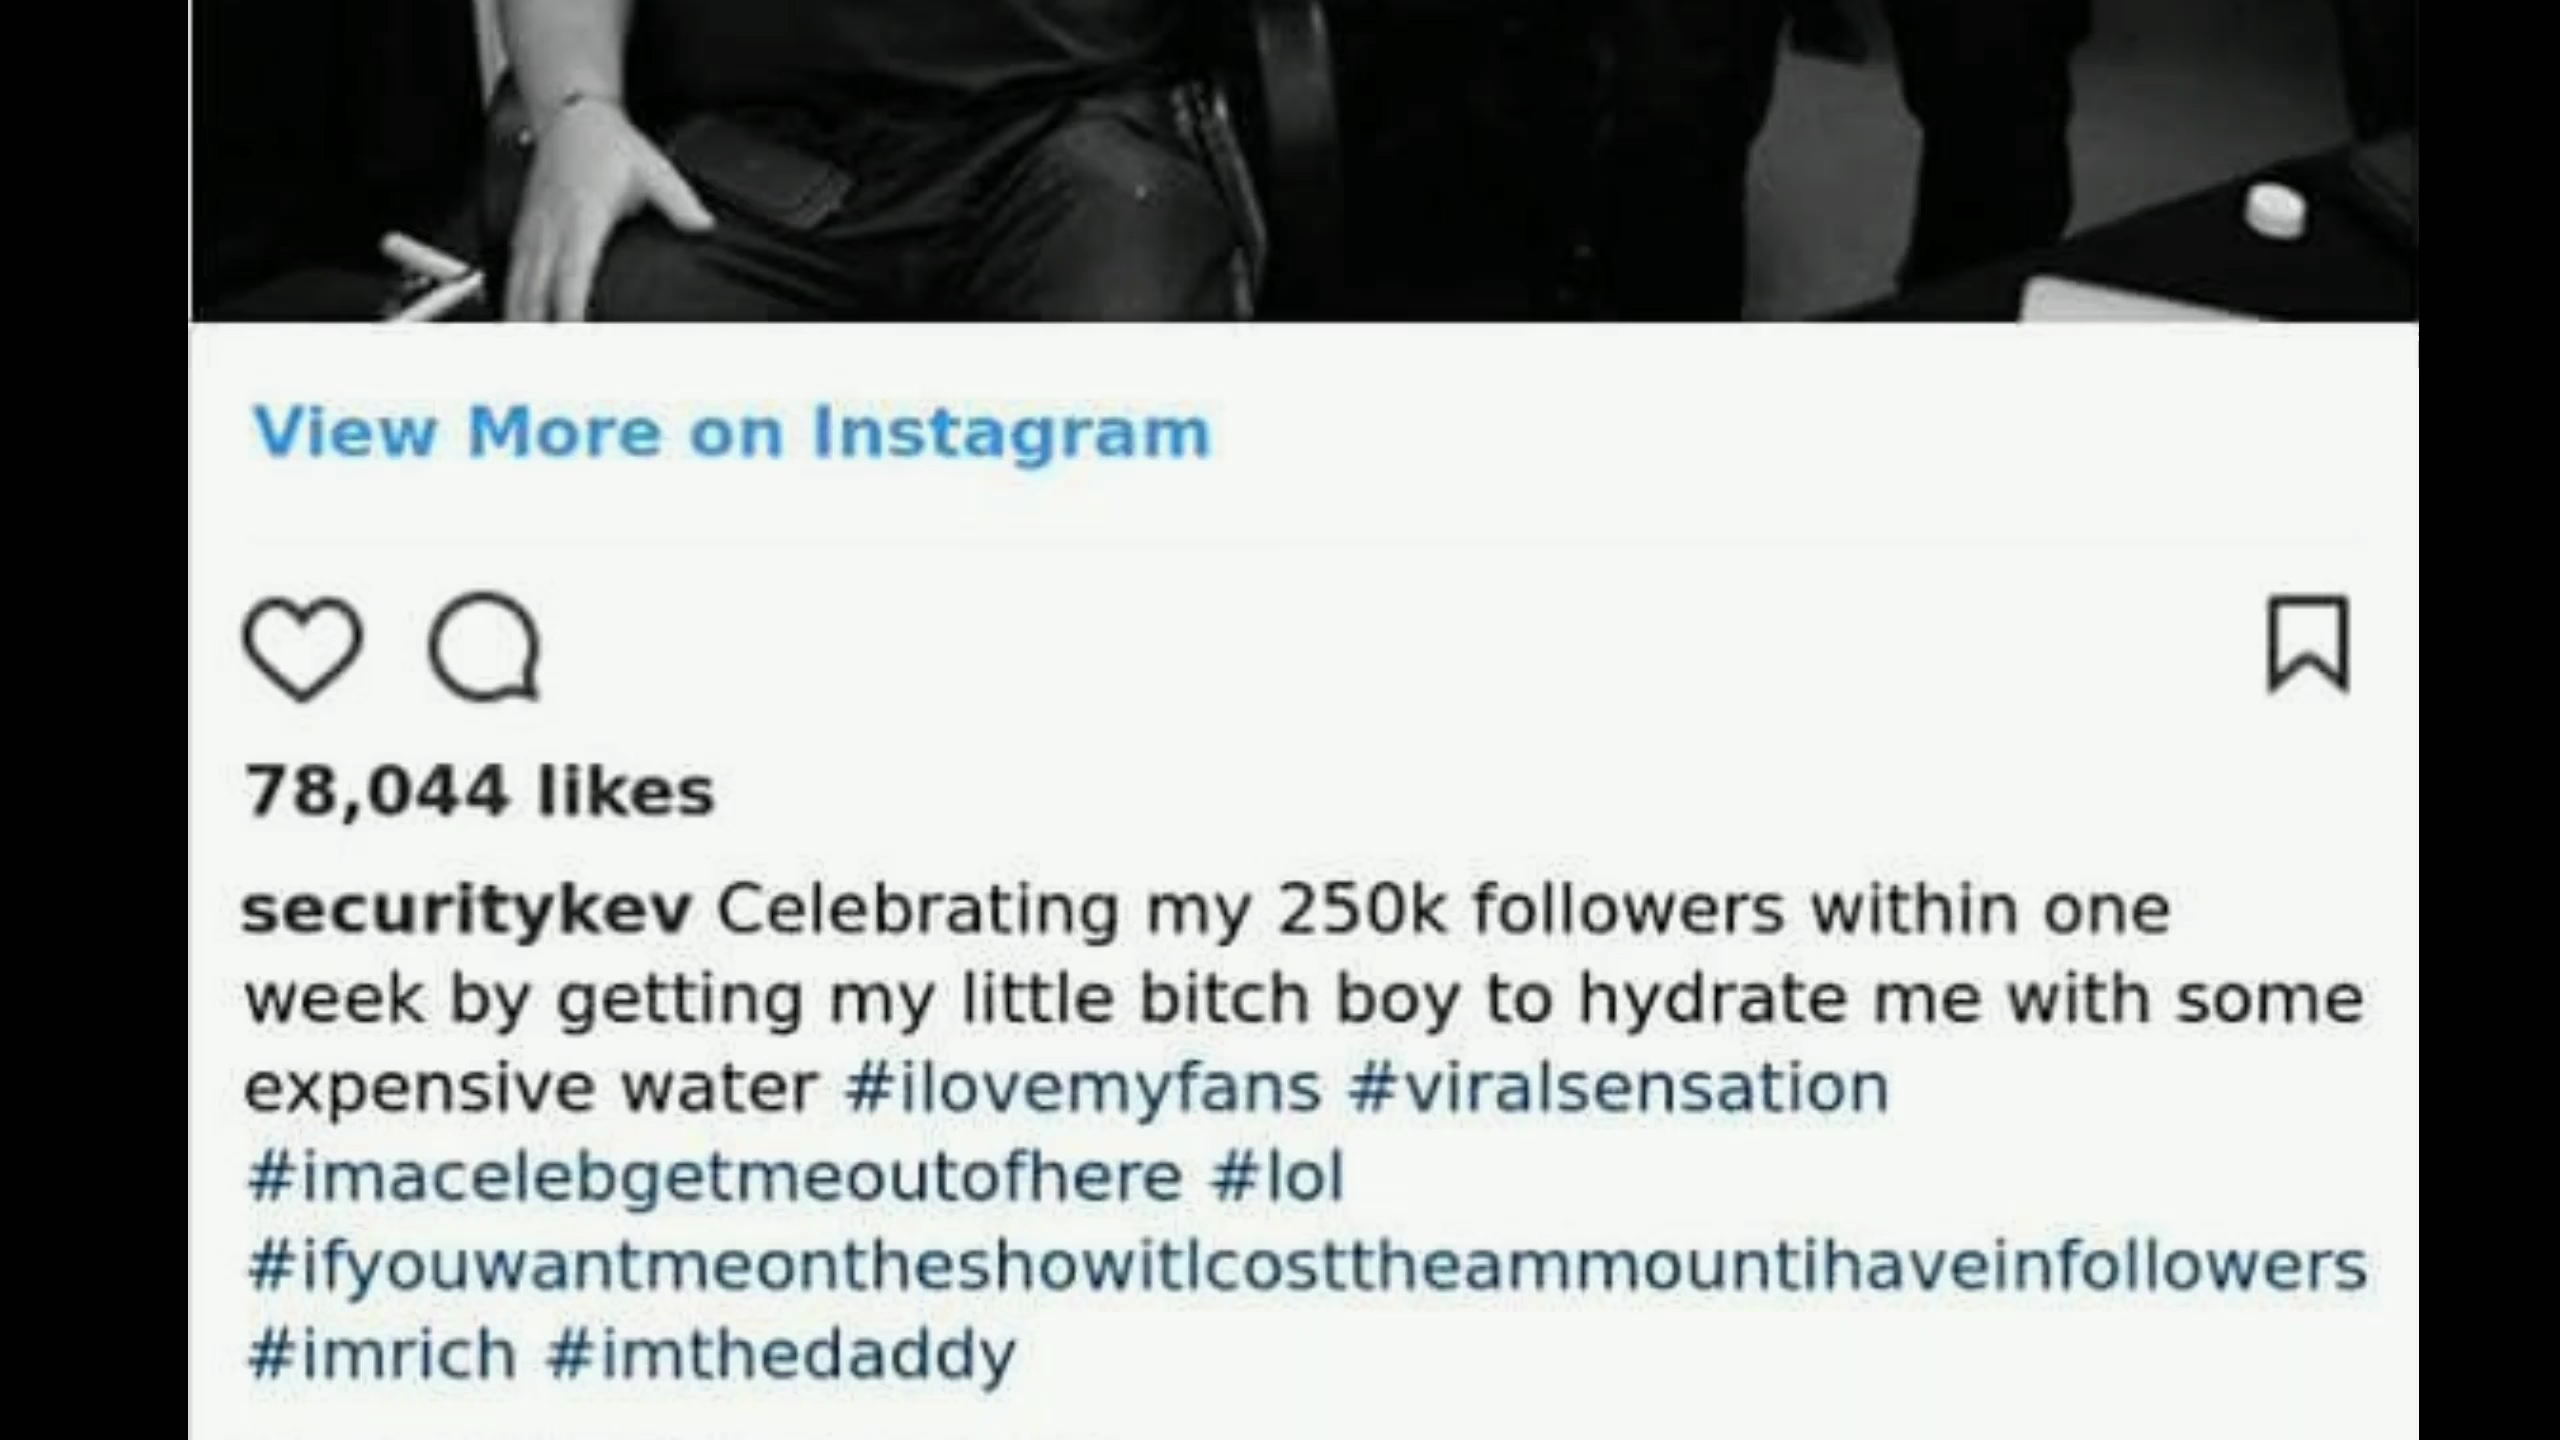 View More on Instagram
78,044 likes
securitykev Celebrating my 250k followers within one
week by getting my little bitch boy to hydrate me with some
expensive water #ilovemyfans #viralsensation
#imacelebgetmeoutofhere #lol
#ifyouwantmeontheshowitlcosttheammountihaveinfollowers
#imrich #imthedaddy